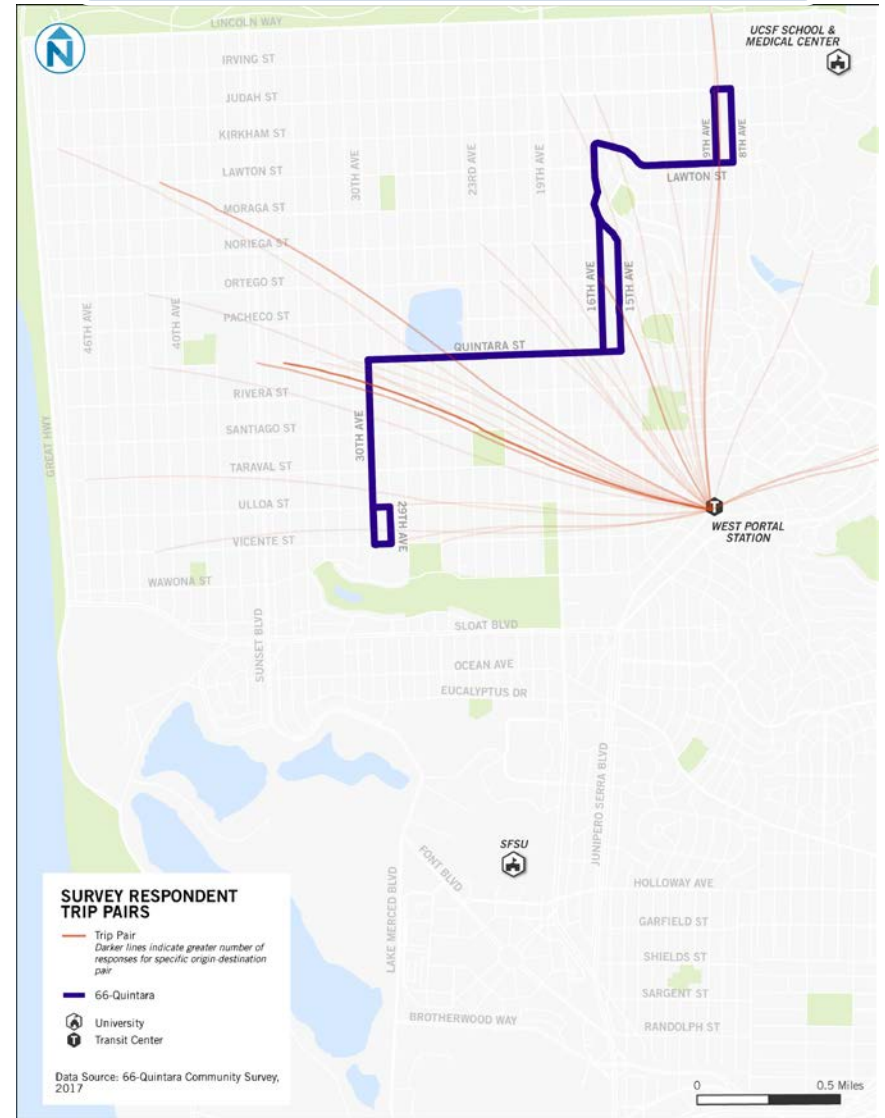 LINCOLN WAY
UCSF SCHOOL &
MEDICAL CENTER
N
IRVING ST
JUDAH ST
KIRKHAM ST
9TH AVE
8TH AVE
LAWTON ST
30TH AVE
23RD AVE
19TH AVE
LAWTON ST
MORAGA ST
NORIEGA ST
ORTEGO ST
16TH AVE
15TH AVE
46TH AVE
40TH AVE
PACHECO ST
QUINTARA ST
RIVERA ST
30TH AVE
SANTIAGO ST
GREAT HWY
TARAVAL ST
ULLOA ST
29TH AVE
T
WEST PORTAL
STATION
VICENTE ST
WAWONA ST
SUNSET BLVD
SLOAT BLVD
OCEAN AVE
EUCALYPTUS DR
JUNIPERO SERRA BLVD
SFSU
FONT BLVD
LAKE MERCED BLVD
HOLLOWAY AVE
GARFIELD ST
SHIELDS ST
SARGENT ST
BROTHERWOOD WAY
RANDOLPH ST
SURVEY RESPONDENT
TRIP PAIRS
Trip Pair
Darker lines indicate greater number of
responses for specific origin-destination
pair
66-Quintara
University
T
Transit Center
Data Source: 66-Quintara Community Survey,
2017
0 0.5 Miles